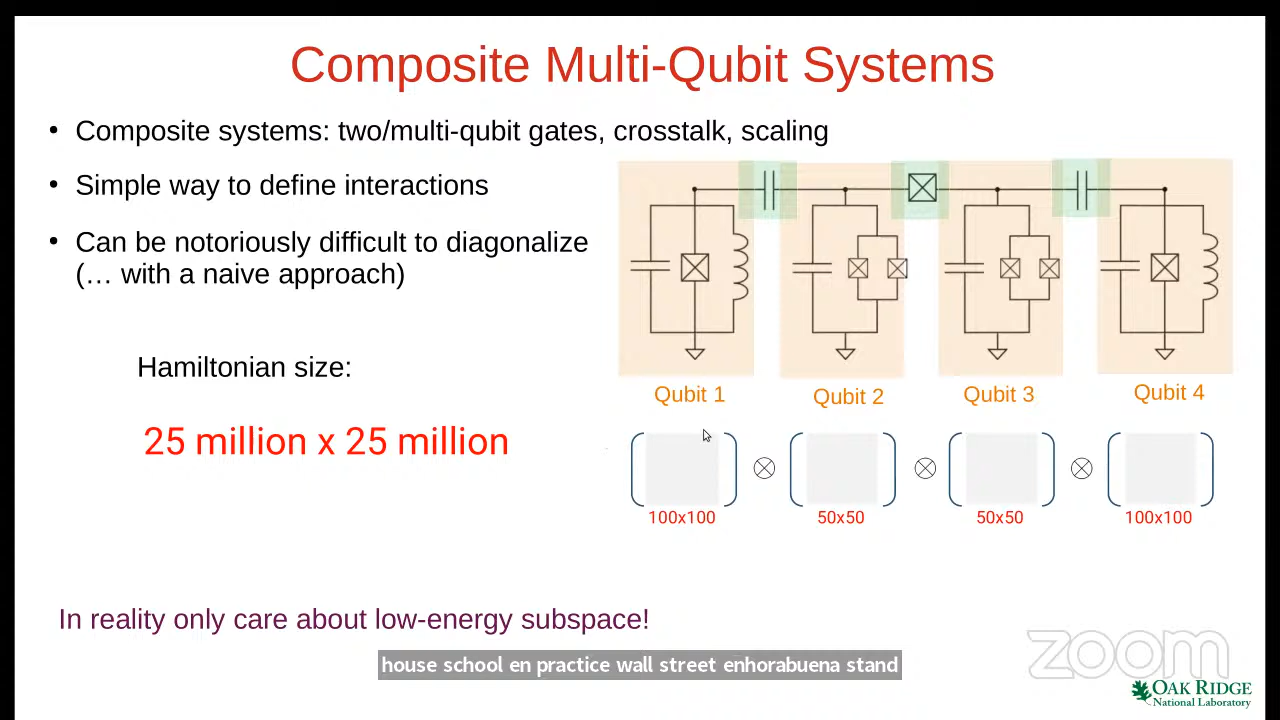 Composite Multi-Qubit Systems
Composite systems: two/multi-qubit gates, crosstalk, scaling
Simple way to define interactions
Can be notoriously difficult to diagonalize
(… with a naive approach)
Hamiltonian size:
25 million x 25 million
Qubit 1
Qubit 2
Qubit 3
Qubit 4
100x100
50x50
50x50
100x100
In reality only care about low-energy subspace!
house school en practice wall street enhorabuena stand
zoom
OAK RIDGE
National Laboratory